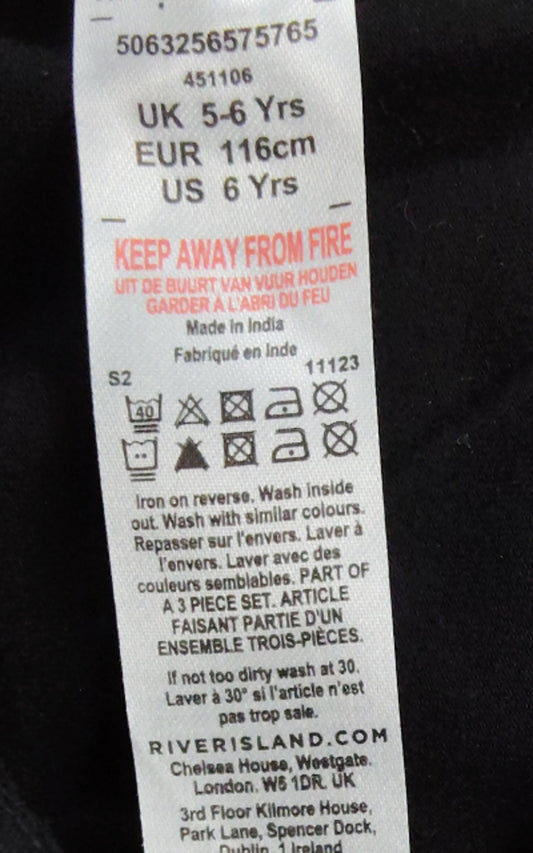 5063256575765
451106
UK 5-6 Yrs
EUR 116cm
US 6 Yrs
KEEP AWAY FROM FIRE
UIT DE BUURT VAN VUUR HOUDEN
GARDER A L'ABRI DU FEU
Made in India
Fabriqué en Inde
S2 11123
40
Iron on reverse. Wash inside
out. Wash with similar colours.
Repasser sur l'envers. Laver à
l'envers. Laver avec des
couleurs semblables. PART OF
A 3 PIECE SET. ARTICLE
FAISANT PARTIE D'UN
ENSEMBLE TROIS-PIÈCES.
If not too dirty wash at 30.
Laver à 30° si l'article n'est
pas trop sale.
RIVERISLAND.COM
Chelsea House, Westgate.
London. W5 1DR. UK
3rd Floor Kilmore House,
Park Lane, Spencer Dock,
Dublin, 1 Ireland